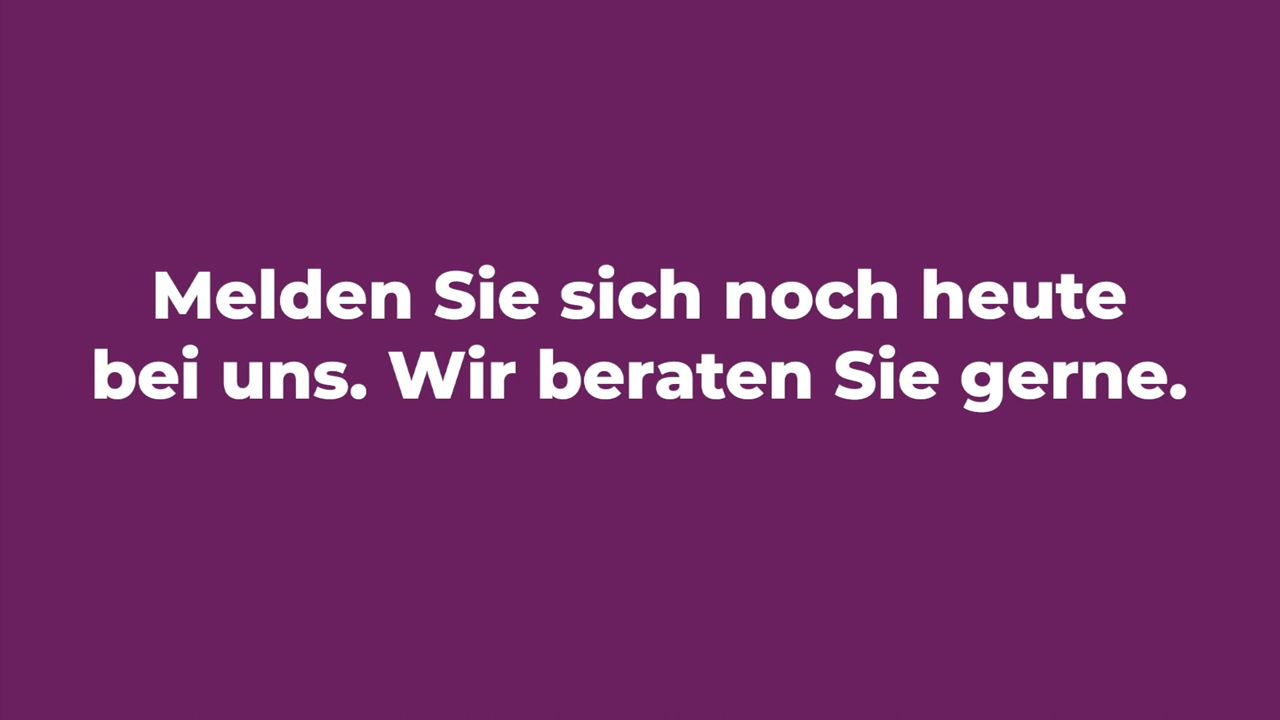 Melden Sie sich noch heute
bei uns. Wir beraten Sie gerne.